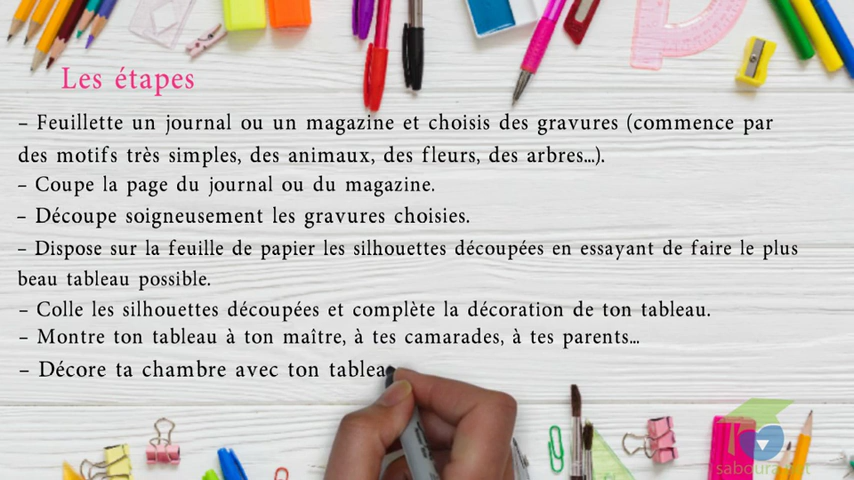 Les étapes
– Feuillette un journal ou un magazine et choisis des gravures (commence par
des motifs très simples, des animaux, des fleurs, des arbres...).
– Coupe la page du journal ou du magazine.
– Découpe soigneusement les gravures choisies.
– Dispose sur la feuille de papier les silhouettes découpées en essayant de faire le plus
beau tableau possible.
– Colle les silhouettes découpées et complète la décoration de ton tableau.
– Montre ton tableau à ton maître, à tes camarades, à tes parents...
– Décore ta chambre avec ton tablea